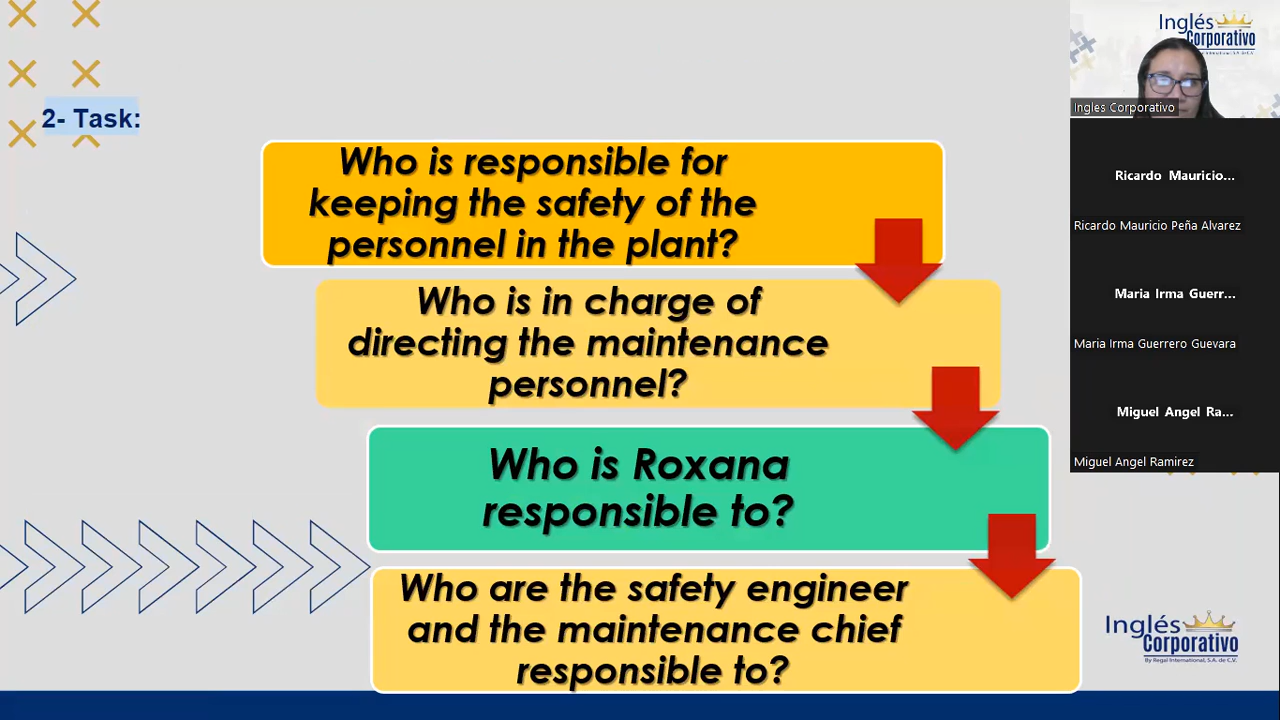 2- Task:
Who is responsible for
keeping the safety of the
personnel in the plant?
Who is in charge of
directing the maintenance
personnel?
Who is Roxana
responsible to?
Who are the safety engineer
and the maintenance chief
responsible to?
Inglés
Corporativo
Ingles Corporativo
Ricardo Mauricio...
Ricardo Mauricio Peña Alvarez
Maria Irma Guerr...
Maria Irma Guerrero Guevara
Miguel Angel Ra...
Miguel Angel Ramirez
Inglés
Corporativo
By Regal International, S.A. de C.V.